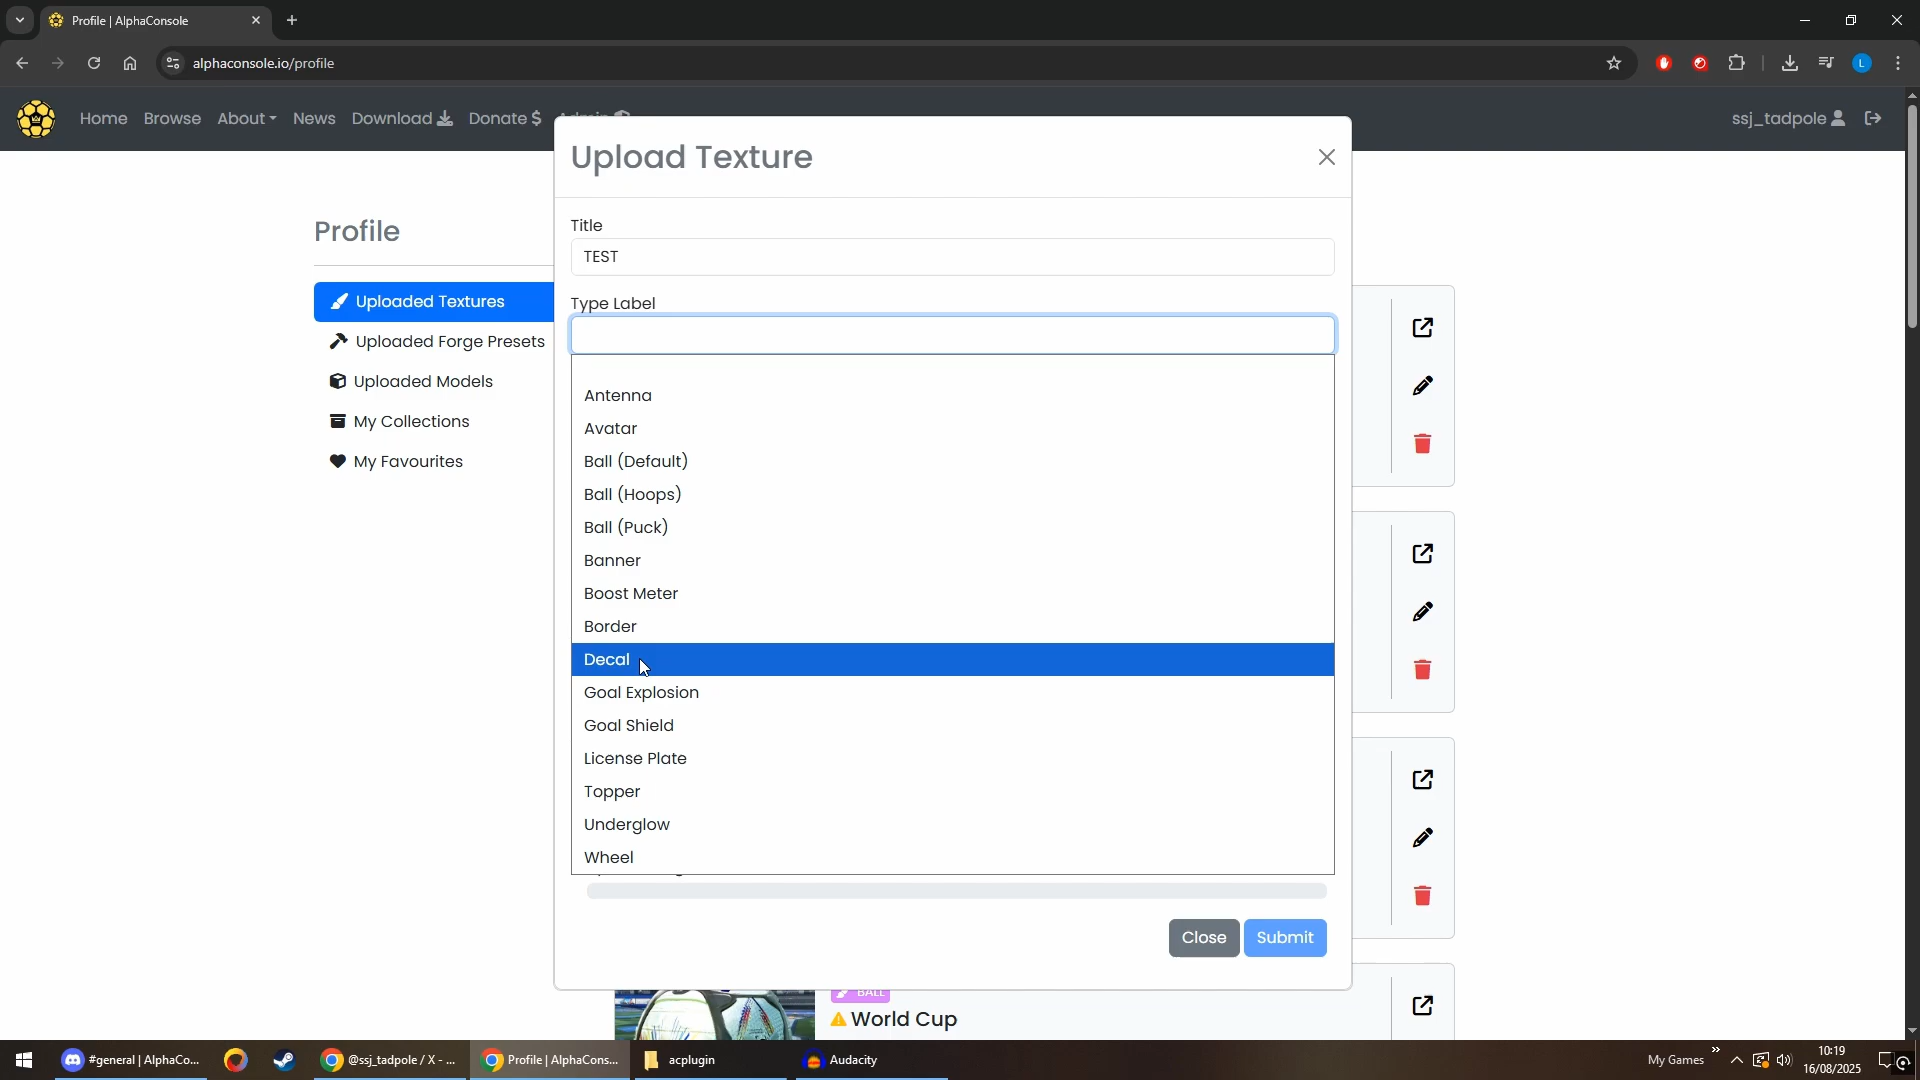 Profile | AlphaConsole
alphaconsole.io/profile
L
Home
Browse
About
News
Download
Donate $
ssj_tadpole
Upload Texture
Profile
Title
TEST
Uploaded Textures
Type Label
Uploaded Forge Presets
Uploaded Models
My Collections
My Favourites
Antenna
Avatar
Ball (Default)
Ball (Hoops)
Ball (Puck)
Banner
Boost Meter
Border
Decal
Goal Explosion
Goal Shield
License Plate
Topper
Underglow
Wheel
Close
Submit
BALL
World Cup
#general | AlphaCo...
@ssj_tadpole / X - ...
Profile | AlphaCons...
acplugin
Audacity
My Games
10:19
16/08/2025